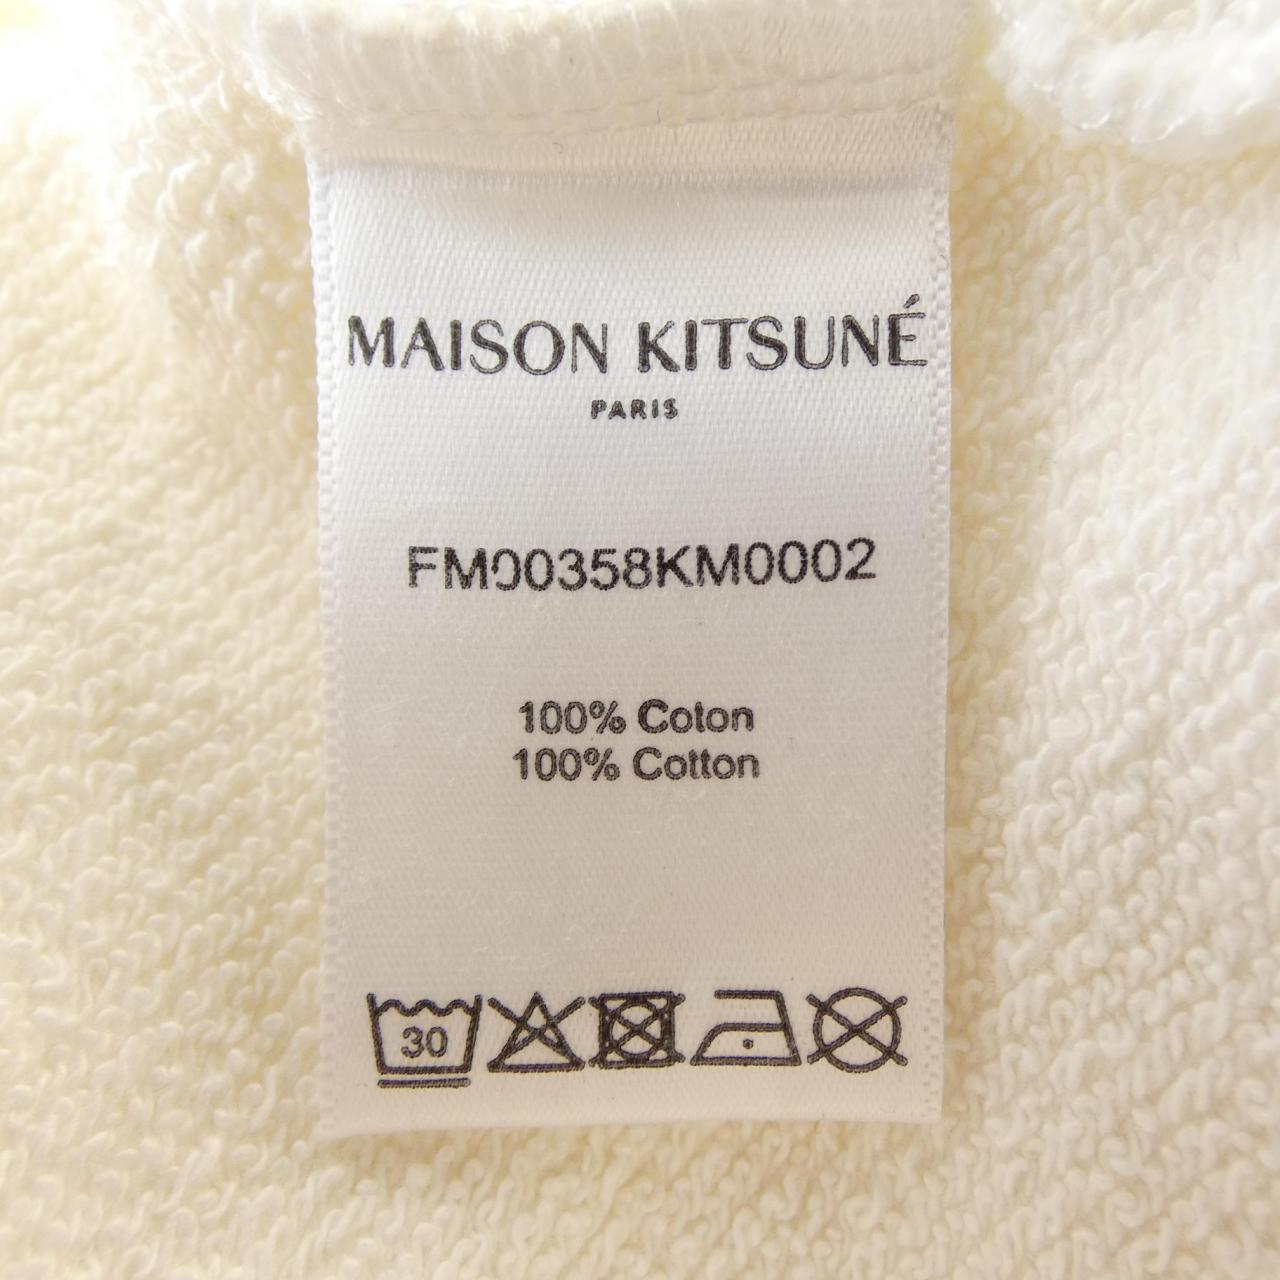 MAISON KITSUNÉ
PARIS
FM00358KM0002
100% Coton
100% Cotton
30